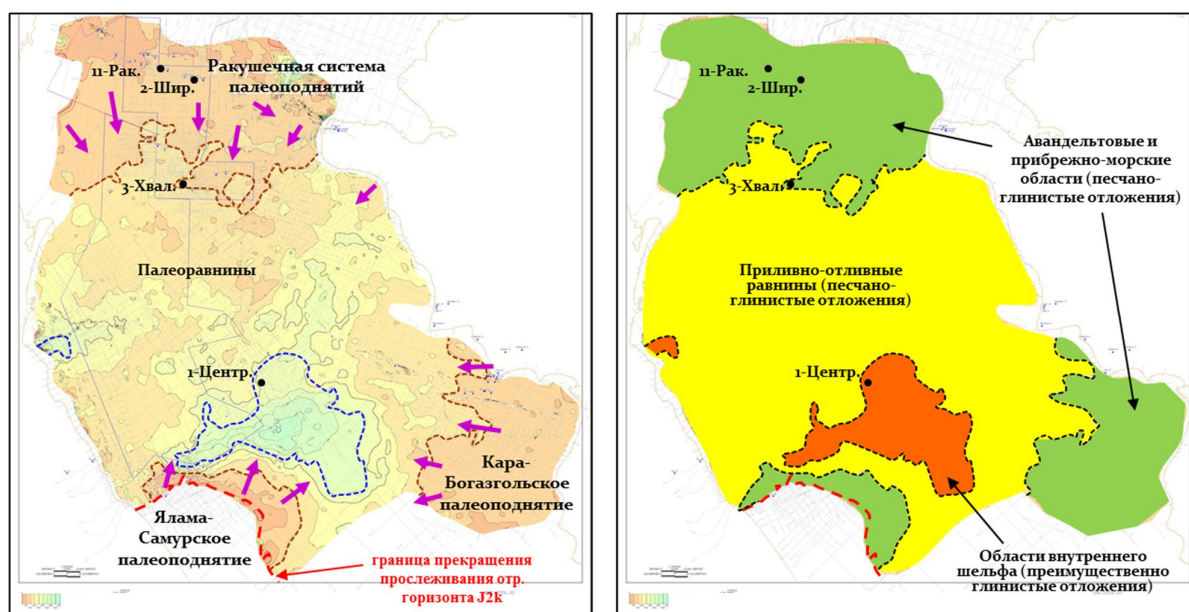 11-Рак.
2-Шир.
Ракушечная система
палеоподнятий
3-Хвал.
Палеоравнины
1-Центр.
Кара-
Богазгольское
палеоподнятие
Ялама-
Самурское
палеоподнятие
граница прекращения
прослеживания отр.
горизонта J2k
11-Рак.
2-Шир.
3-Хвал.
Авандельтовые и
прибрежно-морские
области (песчано-
глинистые отложения)
Приливно-отливные
равнины (песчано-
глинистые отложения)
1-Центр.
Области внутреннего
шельфа (преимущественно
глинистые отложения)